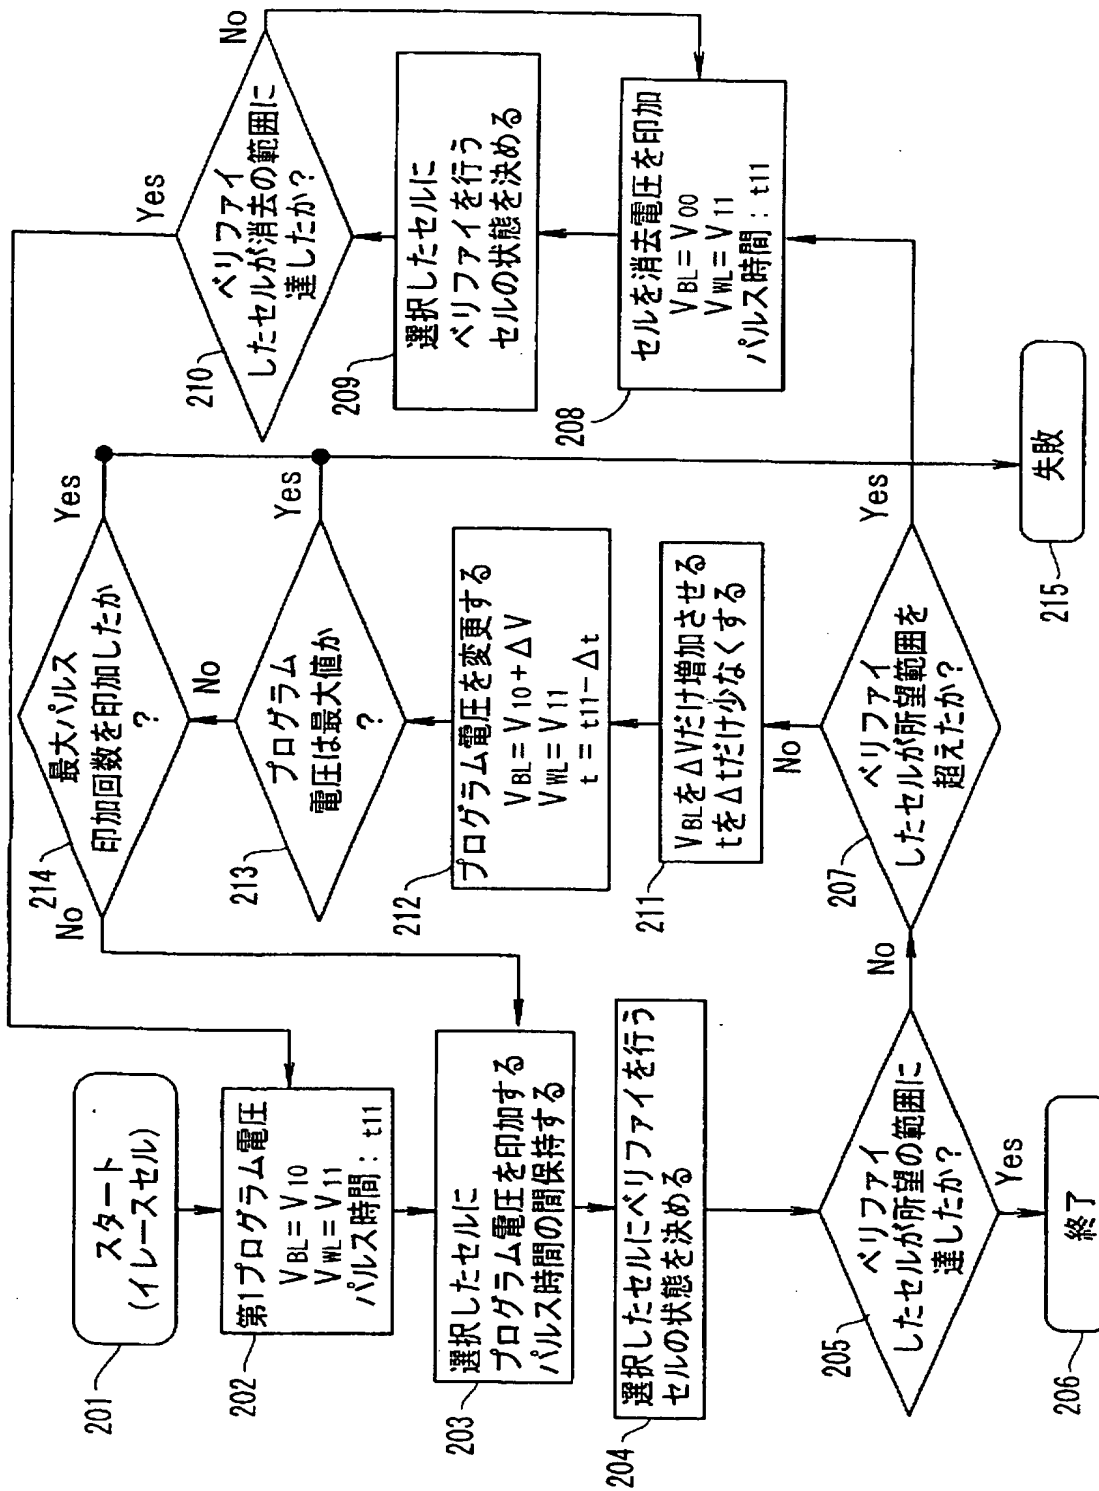 201
スタート
(イレースセル)
202
第1プログラム電圧
VBL=V10
VWL=V11
パルス時間:t11
203
選択したセルに
プログラム電圧を印加する
パルス時間の間保持する
204
選択したセルにベリファイを行う
セルの状態を決める
205
ベリファイ
したセルが所望の範囲に
達したか?
Yes
No
206
終了
207
ベリファイ
したセルが所望範囲を
超えたか?
Yes
No
211
VBLをΔVだけ増加させる
tをΔtだけ少なくする
212
プログラム電圧を変更する
VBL=V10+ΔV
VWL=V11
t=t11-Δt
213
プログラム
電圧は最大値か
?
Yes
No
214
最大パルス
印加回数を印加したか
?
Yes
No
208
セルを消去電圧を印加
VBL=V00
VWL=V11
パルス時間:t11
209
選択したセルに
ベリファイを行う
セルの状態を決める
210
ベリファイ
したセルが消去の範囲に
達したか?
Yes
No
215
失敗